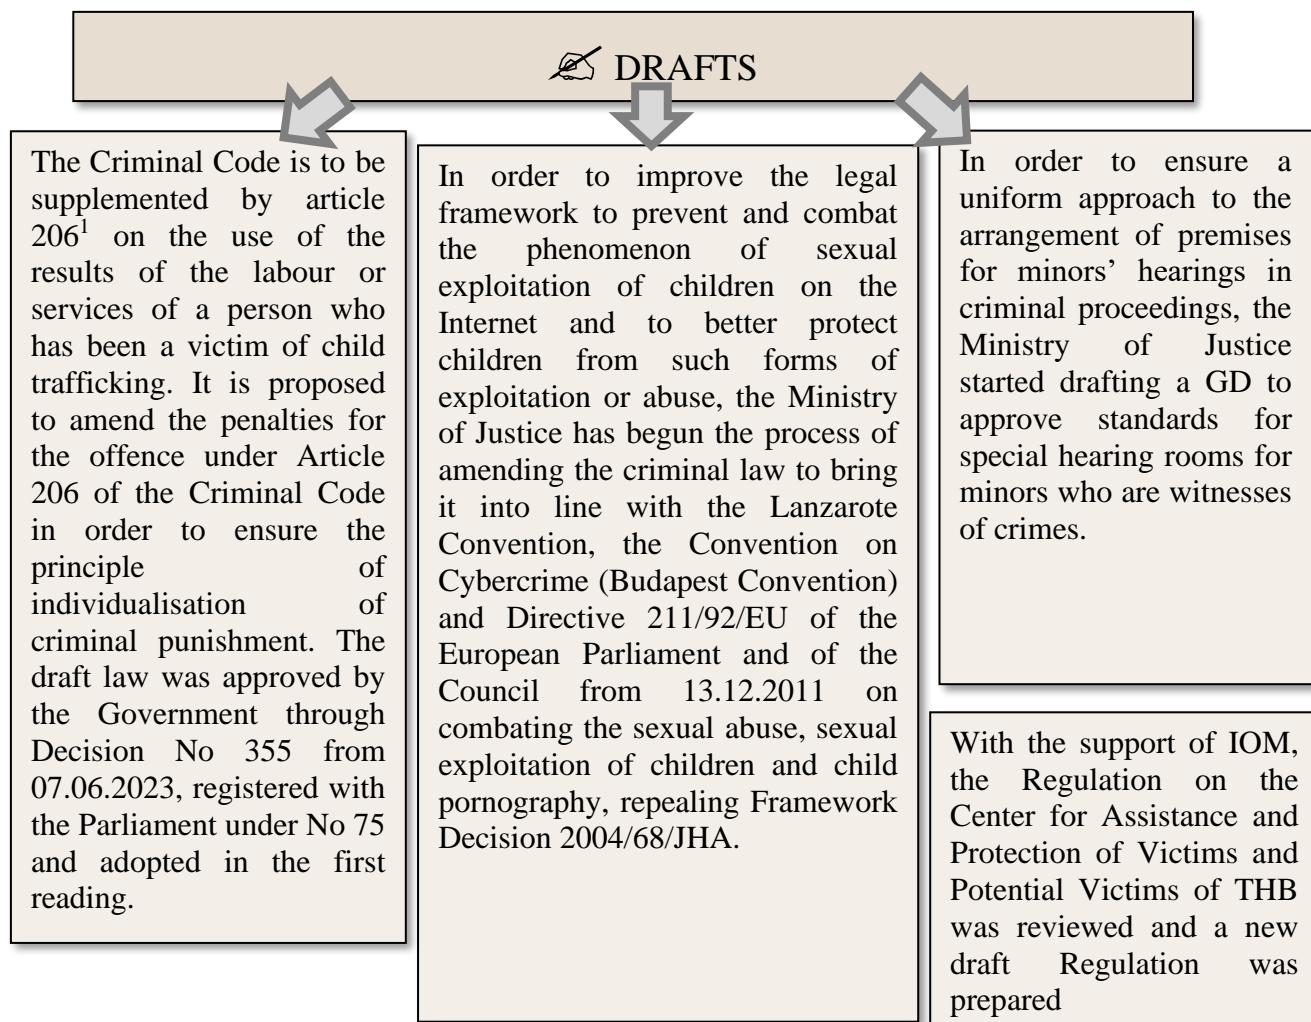 ✍ DRAFTS
The Criminal Code is to be
supplemented by article
206¹ on the use of the
results of the labour or
services of a person who
has been a victim of child
trafficking. It is proposed
to amend the penalties for
the offence under Article
206 of the Criminal Code
in order to ensure the
principle of
individualisation of
criminal punishment. The
draft law was approved by
the Government through
Decision No 355 from
07.06.2023, registered with
the Parliament under No 75
and adopted in the first
reading.
In order to improve the legal
framework to prevent and combat
the phenomenon of sexual
exploitation of children on the
Internet and to better protect
children from such forms of
exploitation or abuse, the Ministry
of Justice has begun the process of
amending the criminal law to bring
it into line with the Lanzarote
Convention, the Convention on
Cybercrime (Budapest Convention)
and Directive 211/92/EU of the
European Parliament and of the
Council from 13.12.2011 on
combating the sexual abuse, sexual
exploitation of children and child
pornography, repealing Framework
Decision 2004/68/JHA.
In order to ensure a
uniform approach to the
arrangement of premises
for minors’ hearings in
criminal proceedings, the
Ministry of Justice
started drafting a GD to
approve standards for
special hearing rooms for
minors who are witnesses
of crimes.
With the support of IOM,
the Regulation on the
Center for Assistance and
Protection of Victims and
Potential Victims of THB
was reviewed and a new
draft Regulation was
prepared